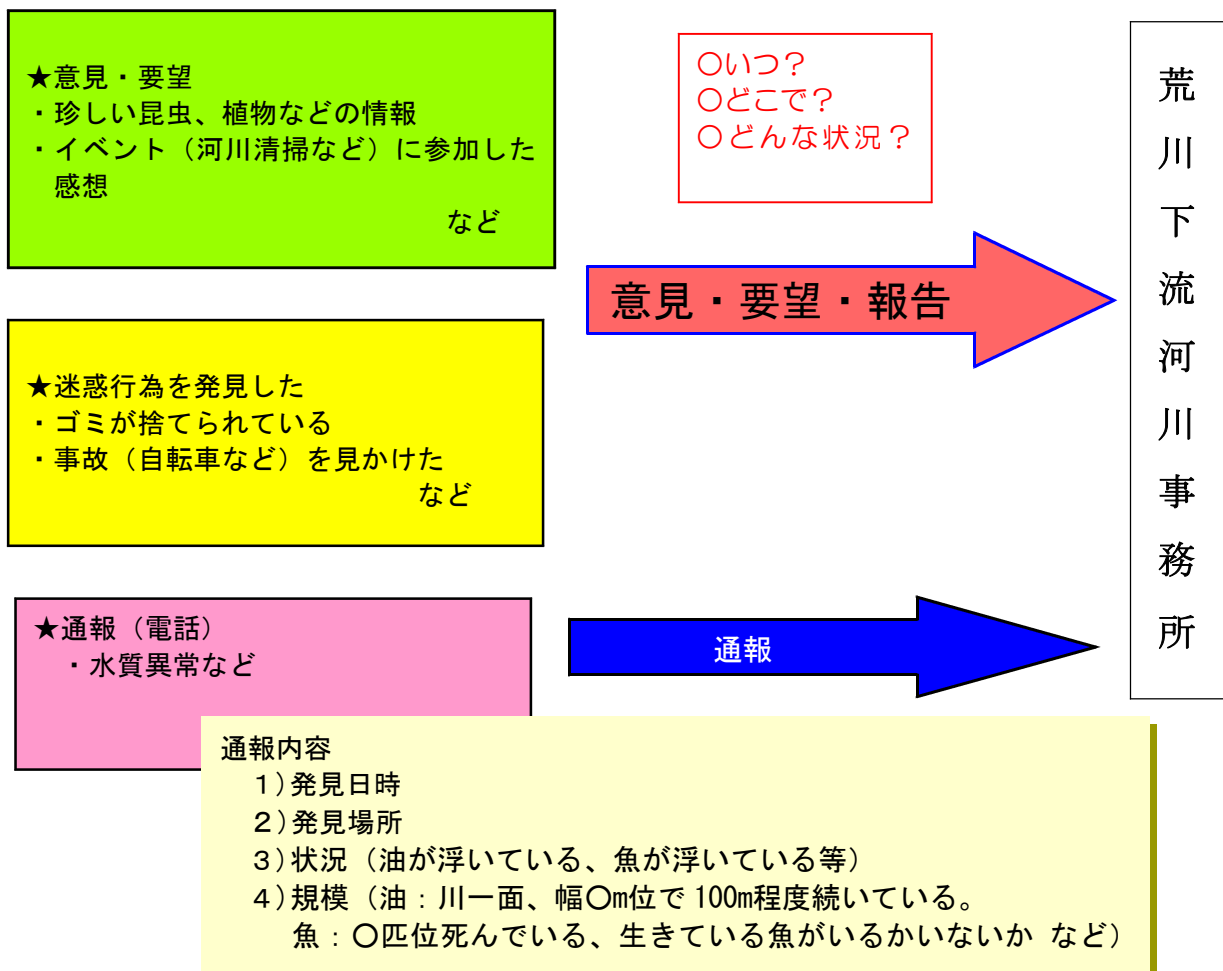 ★意見・要望
・珍しい昆虫、植物などの情報
・イベント（河川清掃など）に参加した
感想
など
〇いつ？
〇どこで？
〇どんな状況？
意見・要望・報告
★迷惑行為を発見した
・ゴミが捨てられている
・事故（自転車など）を見かけた
など
★通報（電話）
・水質異常など
通報
通報内容
１）発見日時
２）発見場所
３）状況（油が浮いている、魚が浮いている等）
４）規模（油：川一面、幅〇m位で100m程度続いている。
魚：〇匹位死んでいる、生きている魚がいるかいないか など）
荒川下流河川事務所